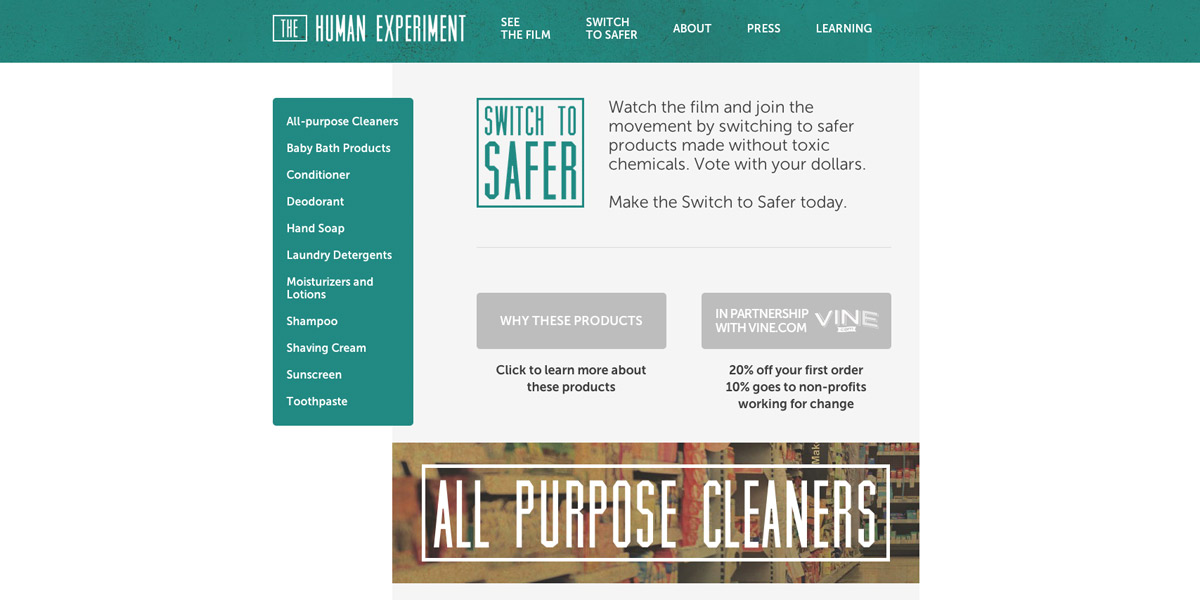 THE HUMAN EXPERIMENT
SEE
THE FILM
SWITCH
TO SAFER
ABOUT
PRESS
LEARNING
All-purpose Cleaners
Baby Bath Products
Conditioner
Deodorant
Hand Soap
Laundry Detergents
Moisturizers and
Lotions
Shampoo
Shaving Cream
Sunscreen
Toothpaste
SWITCH TO
SAFER
Watch the film and join the
movement by switching to safer
products made without toxic
chemicals. Vote with your dollars.
Make the Switch to Safer today.
WHY THESE PRODUCTS
Click to learn more about
these products
IN PARTNERSHIP
WITH VINE.COM
VINE
.com
20% off your first order
10% goes to non-profits
working for change
Mak
ALL PURPOSE CLEANERS